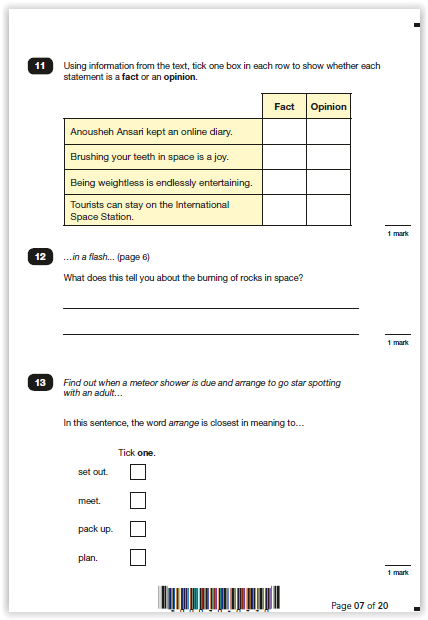 11 Using information from the text, tick one box in each row to show whether each
statement is a fact or an opinion.
Fact Opinion
Anousheh Ansari kept an online diary.
Brushing your teeth in space is a joy.
Being weightless is endlessly entertaining.
Tourists can stay on the International
Space Station.
1 mark
12 …in a flash... (page 6)
What does this tell you about the burning of rocks in space?
1 mark
13 Find out when a meteor shower is due and arrange to go star spotting
with an adult…
In this sentence, the word arrange is closest in meaning to…
Tick one.
set out.
meet.
pack up.
plan.
1 mark
Page 07 of 20